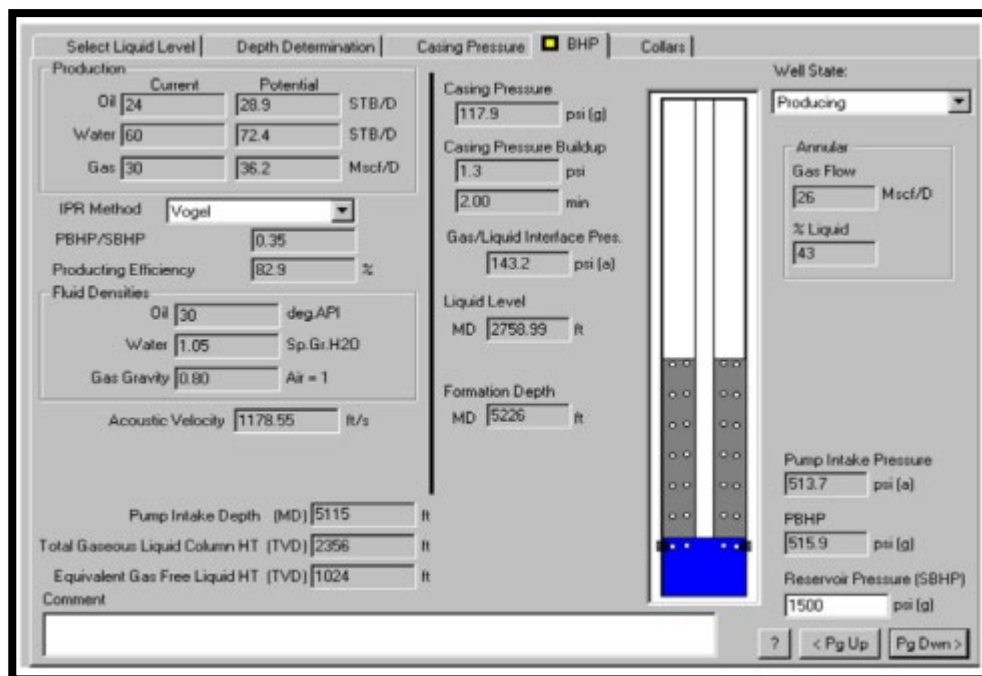 Select Liquid Level Depth Determination Casing Pressure BHP Collars
Production
Current Potential
Oil 24 28.9 STB/D
Water 60 72.4 STB/D
Gas 30 36.2 Mscf/D
IPR Method Vogel
PBHP/SBHP 0.35
Producting Efficiency 82.9 %
Fluid Densities
Oil 30 deg.API
Water 1.05 Sp.Gr.H2O
Gas Gravity 0.80 Air = 1
Acoustic Velocity 1178.55 ft/s
Pump Intake Depth (MD) 5115 ft
Total Gaseous Liquid Column HT (TVD) 2356 ft
Equivalent Gas Free Liquid HT (TVD) 1024 ft
Comment
Casing Pressure
117.9 psi (g)
Casing Pressure Buildup
1.3 psi
2.00 min
Gas/Liquid Interface Pres.
143.2 psi (a)
Liquid Level
MD 2758.99 ft
Formation Depth
MD 5226 ft
Well State:
Producing
Annular
Gas Flow
26 Mscf/D
% Liquid
43
Pump Intake Pressure
513.7 psi (a)
PBHP
515.9 psi (g)
Reservoir Pressure (SBHP)
1500 psi (g)
? < Pg Up Pg Dwn >